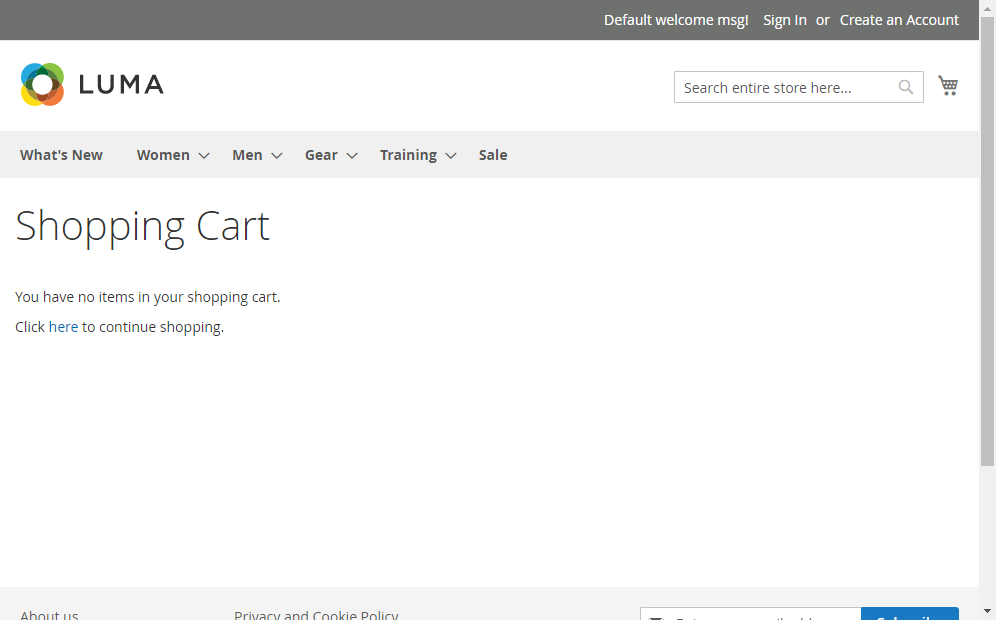 Default welcome msg! Sign In or Create an Account
LUMA
Search entire store here...
What's New Women Men Gear Training Sale
Shopping Cart
You have no items in your shopping cart.
Click here to continue shopping.
About us Privacy and Cookie Policy